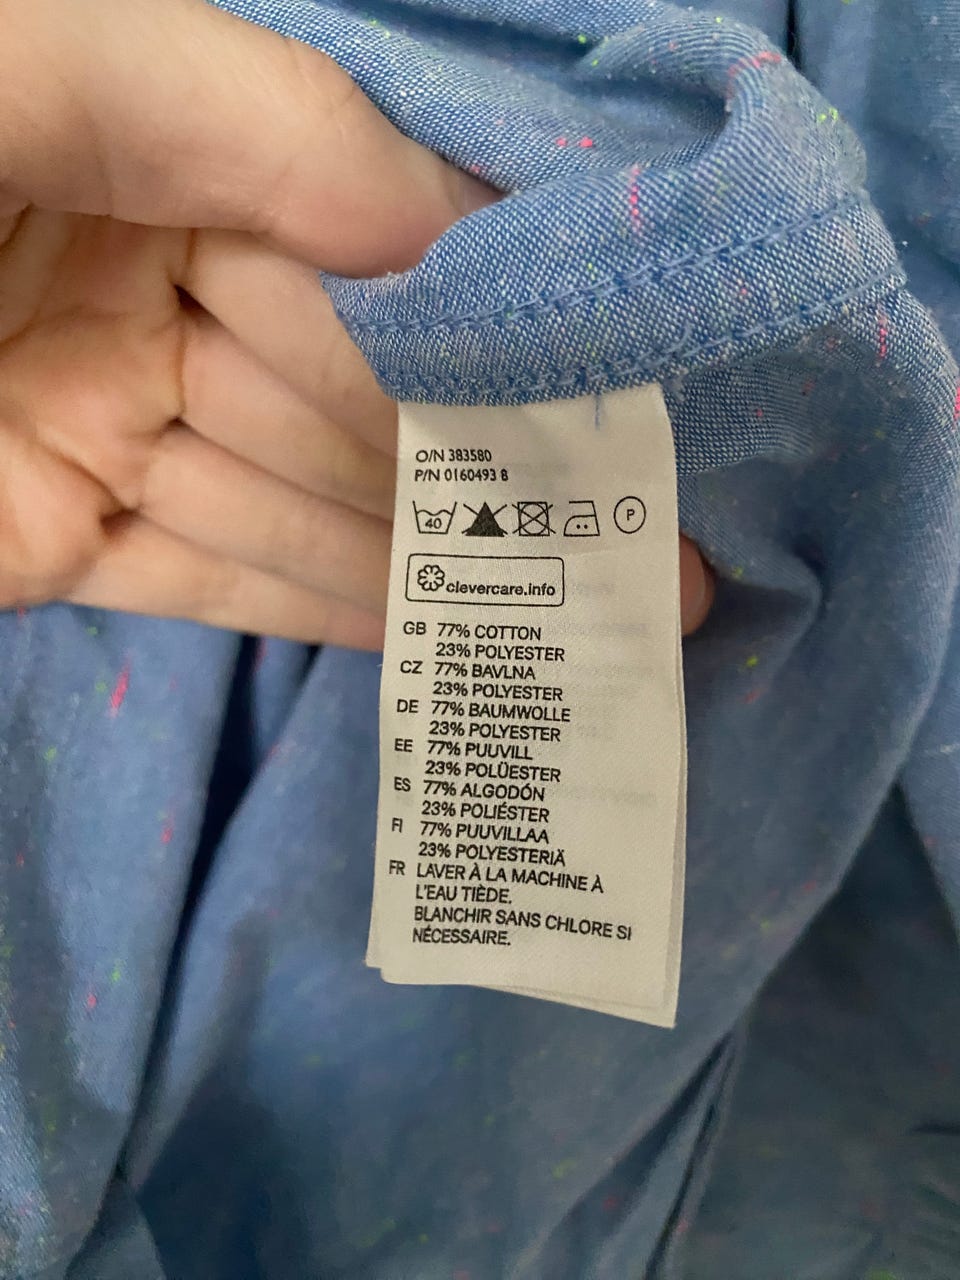 O/N 383580
P/N 0160493 8
40 P
clevercare.info
GB 77% COTTON
23% POLYESTER
CZ 77% BAVLNA
23% POLYESTER
DE 77% BAUMWOLLE
23% POLYESTER
EE 77% PUUVILL
23% POLÜESTER
ES 77% ALGODÓN
23% POLIÉSTER
FI 77% PUUVILLAA
23% POLYESTERIÄ
FR LAVER À LA MACHINE À
L'EAU TIÈDE.
BLANCHIR SANS CHLORE SI
NÉCESSAIRE.